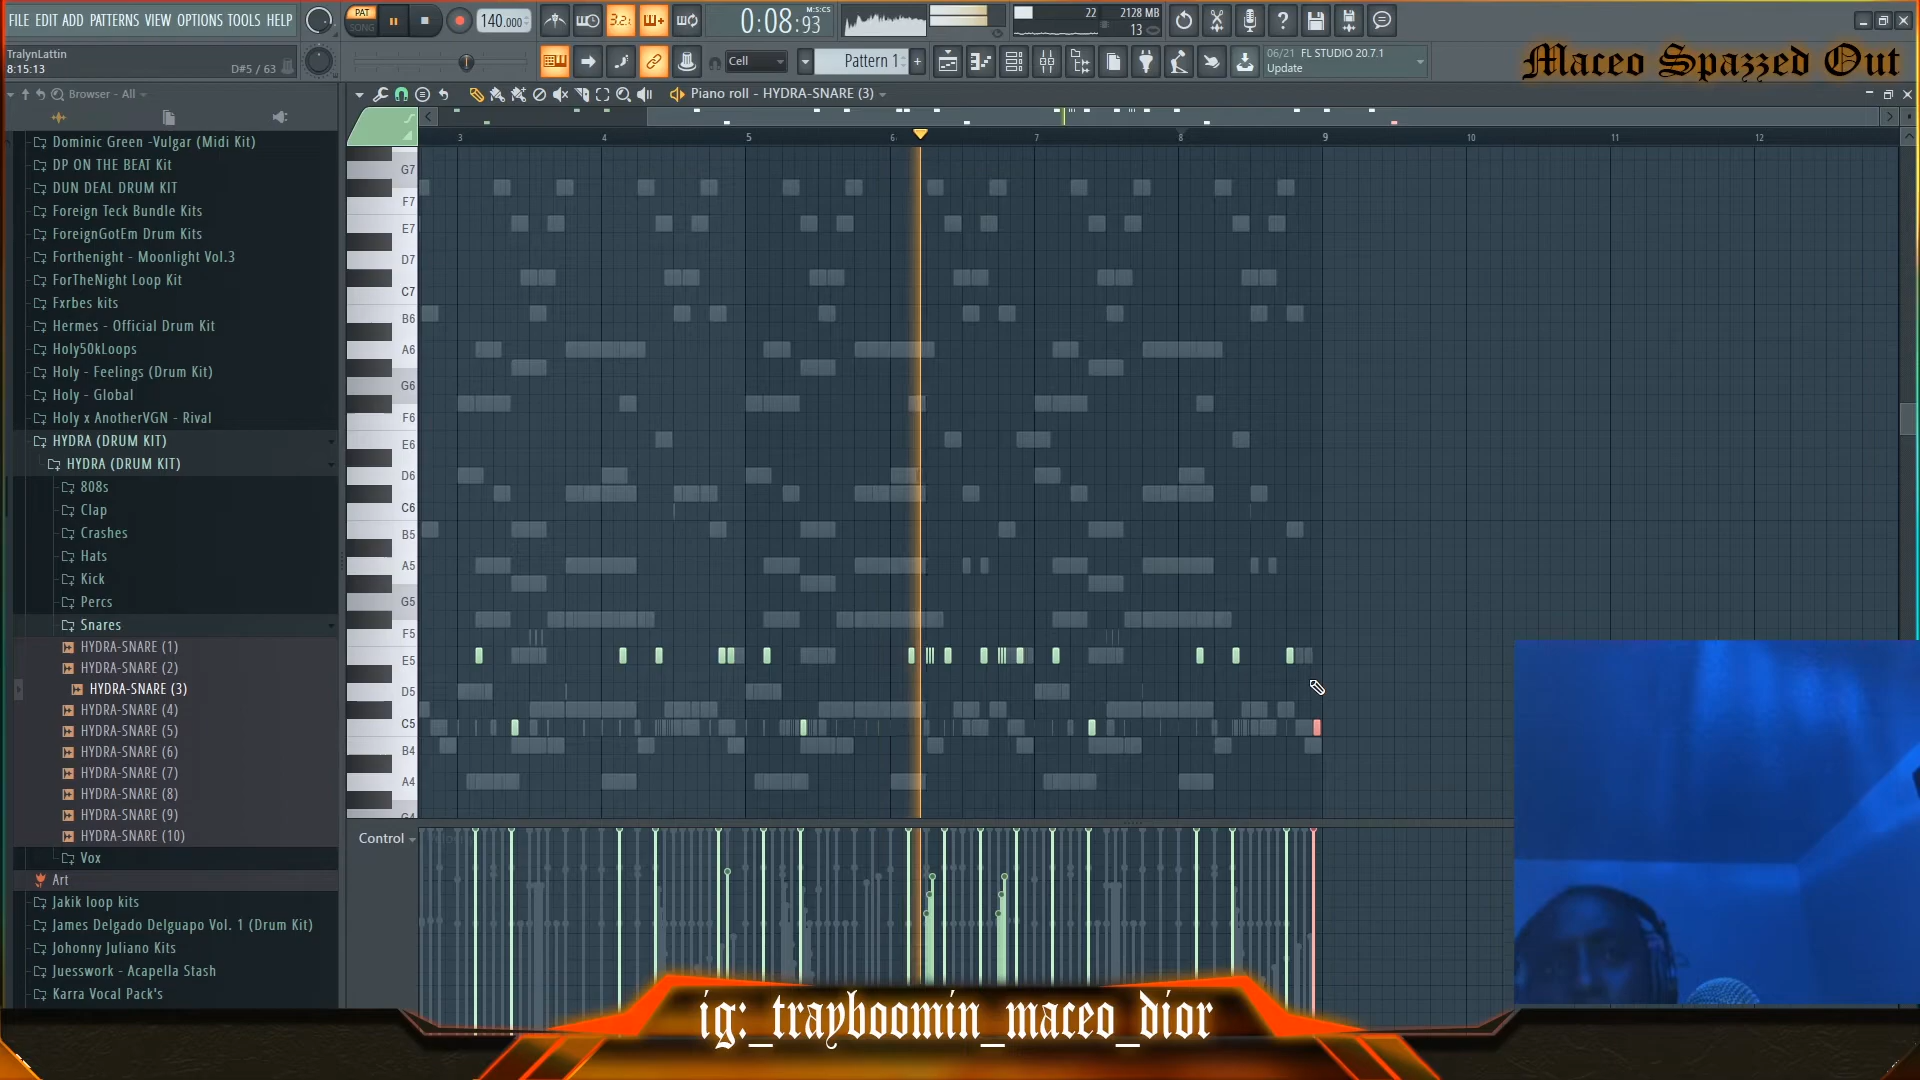 FILE EDIT ADD PATTERNS VIEW OPTIONS TOOLS HELP
PAT
SONG
140.000
3.2.
0:08:93
M:S:CS
22
2128 MB
13
TralynLattin
8:15:13
D#5 / 63
Cell
Pattern 1
06/21 FL STUDIO 20.7.1
Update
Maceo Spazzed Out
Browser - All
Piano roll - HYDRA-SNARE (3)
3 4 5 6 7 8 9 10 11 12
Dominic Green -Vulgar (Midi Kit)
DP ON THE BEAT Kit
DUN DEAL DRUM KIT
Foreign Teck Bundle Kits
ForeignGotEm Drum Kits
Forthenight - Moonlight Vol.3
ForTheNight Loop Kit
Fxrbes kits
Hermes - Official Drum Kit
Holy50kLoops
Holy - Feelings (Drum Kit)
Holy - Global
Holy x AnotherVGN - Rival
HYDRA (DRUM KIT)
HYDRA (DRUM KIT)
808s
Clap
Crashes
Hats
Kick
Percs
Snares
HYDRA-SNARE (1)
HYDRA-SNARE (2)
HYDRA-SNARE (3)
HYDRA-SNARE (4)
HYDRA-SNARE (5)
HYDRA-SNARE (6)
HYDRA-SNARE (7)
HYDRA-SNARE (8)
HYDRA-SNARE (9)
HYDRA-SNARE (10)
Vox
Art
Jakik loop kits
James Delgado Delguapo Vol. 1 (Drum Kit)
Johonny Juliano Kits
Juesswork - Acapella Stash
Karra Vocal Pack's
G7
F7
E7
D7
C7
B6
A6
G6
F6
E6
D6
C6
B5
A5
G5
F5
E5
D5
C5
B4
A4
G4
Control
ig:_trayboomin_maceo_dior